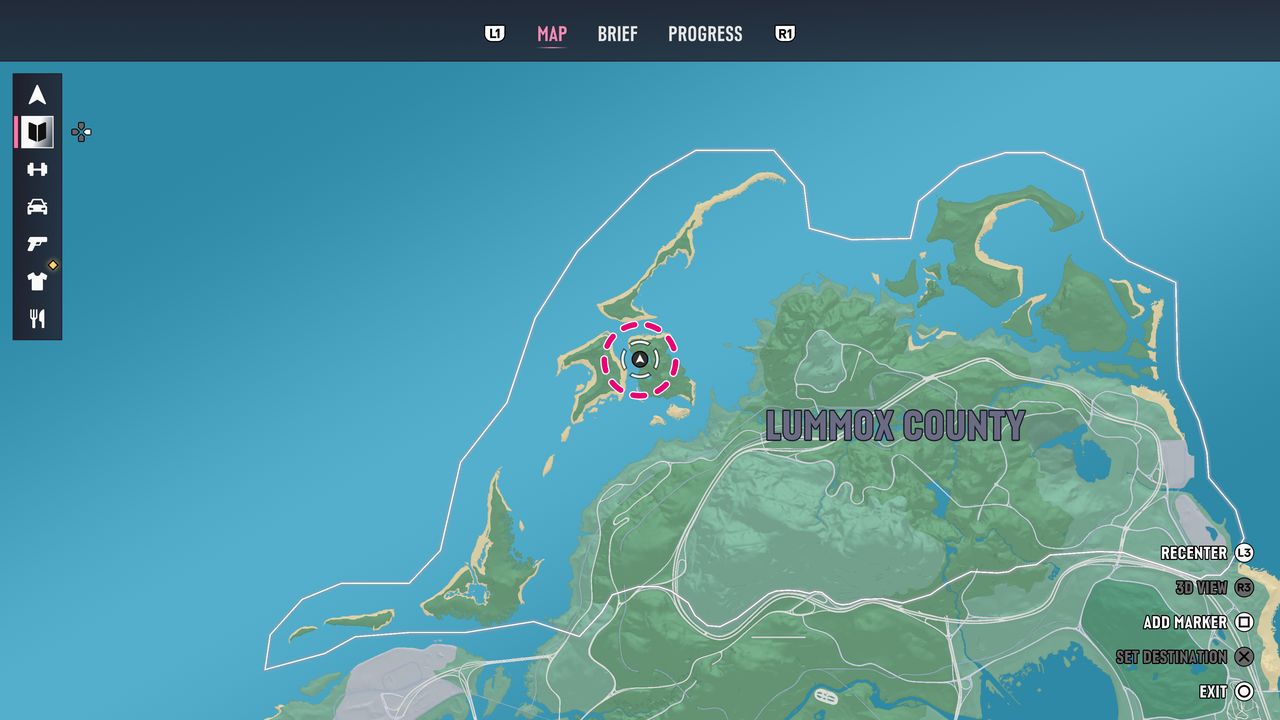 L1 MAP BRIEF PROGRESS R1
LUMMOX COUNTY
RECENTER L3
3D VIEW R3
ADD MARKER
SET DESTINATION
EXIT